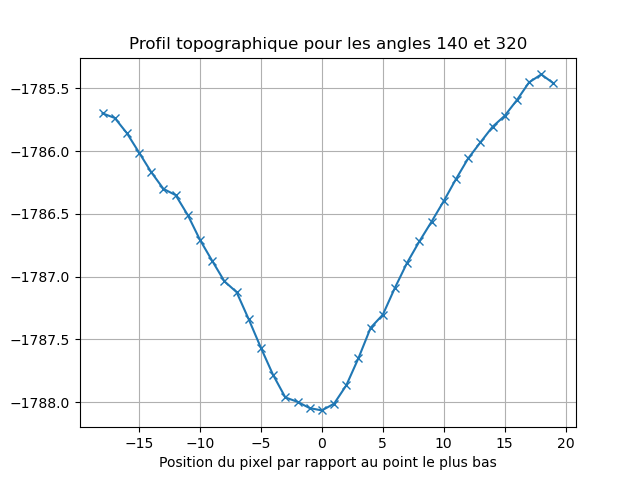 Profil topographique pour les angles 140 et 320
−1785.5
−1786.0
−1786.5
−1787.0
−1787.5
−1788.0
−15 −10 −5 0 5 10 15 20
Position du pixel par rapport au point le plus bas